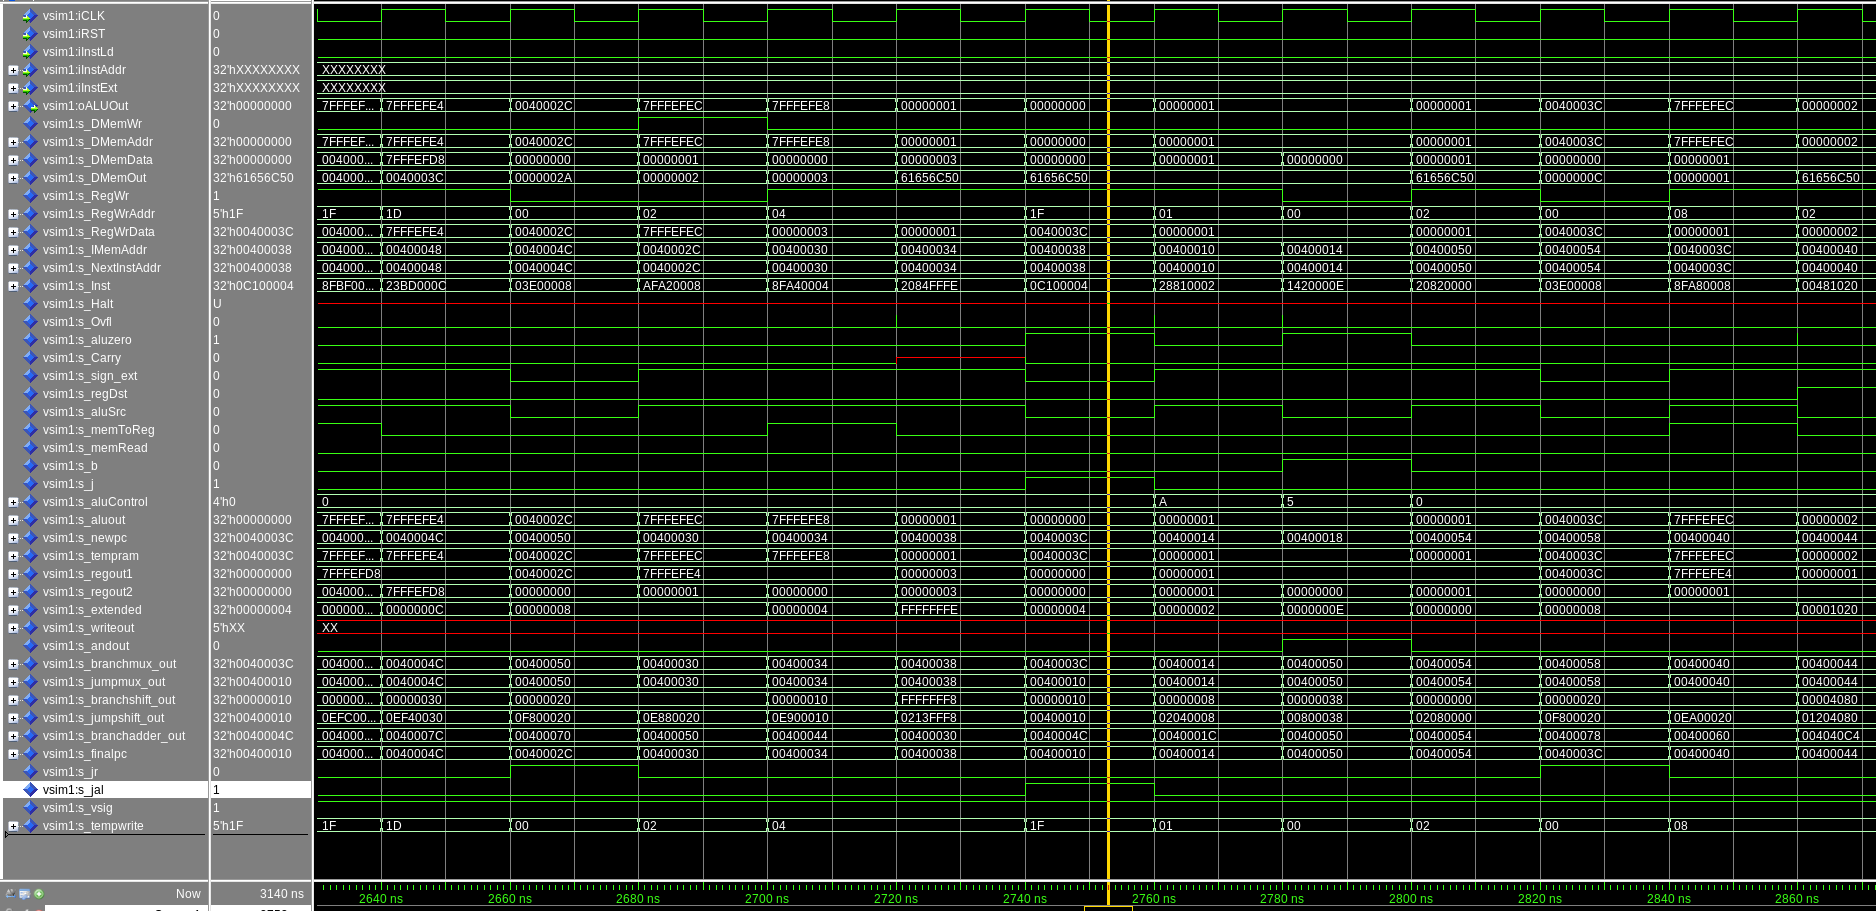 vsim1:iCLK 0
vsim1:iRST 0
vsim1:iInstLd 0
vsim1:iInstAddr 32'hXXXXXXXX XXXXXXXX
vsim1:iInstExt 32'hXXXXXXXX XXXXXXXX
vsim1:oALUOut 32'h00000000 7FFFEF... 7FFFEFE4 0040002C 7FFFEFEC 7FFFEFE8 00000001 00000000 00000001 00000001 0040003C 7FFFEFEC 00000002
vsim1:s_DMemWr 0
vsim1:s_DMemAddr 32'h00000000 7FFFEF... 7FFFEFE4 0040002C 7FFFEFEC 7FFFEFE8 00000001 00000000 00000001 00000001 0040003C 7FFFEFEC 00000002
vsim1:s_DMemData 32'h00000000 004000... 7FFFEFD8 00000000 00000001 00000000 00000003 00000000 00000001 00000000 00000001 00000000 00000001
vsim1:s_DMemOut 32'h61656C50 004000... 0040003C 0000002A 00000002 00000003 61656C50 61656C50 61656C50 0000000C 00000001 61656C50
vsim1:s_RegWr 1
vsim1:s_RegWrAddr 5'h1F 1F 1D 00 02 04 1F 01 00 02 00 08 02
vsim1:s_RegWrData 32'h0040003C 004000... 7FFFEFE4 0040002C 7FFFEFEC 00000003 00000001 0040003C 00000001 00000001 0040003C 00000001 00000002
vsim1:s_IMemAddr 32'h00400038 004000... 00400048 0040004C 0040002C 00400030 00400034 00400038 00400010 00400014 00400050 00400054 0040003C 00400040
vsim1:s_NextInstAddr 32'h00400038 004000... 00400048 0040004C 0040002C 00400030 00400034 00400038 00400010 00400014 00400050 00400054 0040003C 00400040
vsim1:s_Inst 32'h0C100004 8FBF00... 23BD000C 03E00008 AFA20008 8FA40004 2084FFFE 0C100004 28810002 1420000E 20820000 03E00008 8FA80008 00481020
vsim1:s_Halt U
vsim1:s_Ovfl 0
vsim1:s_aluzero 1
vsim1:s_Carry 0
vsim1:s_sign_ext 0
vsim1:s_regDst 0
vsim1:s_aluSrc 0
vsim1:s_memToReg 0
vsim1:s_memRead 0
vsim1:s_b 0
vsim1:s_j 1
vsim1:s_aluControl 4'h0 0 A 5 0
vsim1:s_aluout 32'h00000000 7FFFEF... 7FFFEFE4 0040002C 7FFFEFEC 7FFFEFE8 00000001 00000000 00000001 00000001 0040003C 7FFFEFEC 00000002
vsim1:s_newpc 32'h0040003C 004000... 0040004C 00400050 00400030 00400034 00400038 0040003C 00400014 00400018 00400054 00400058 00400040 00400044
vsim1:s_tempram 32'h0040003C 7FFFEF... 7FFFEFE4 0040002C 7FFFEFEC 7FFFEFE8 00000001 0040003C 00000001 00000001 0040003C 7FFFEFEC 00000002
vsim1:s_regout1 32'h00000000 7FFFEFD8 0040002C 7FFFEFE4 00000003 00000000 00000001 0040003C 7FFFEFE4 00000001
vsim1:s_regout2 32'h00000000 004000... 7FFFEFD8 00000000 00000001 00000000 00000003 00000000 00000001 00000000 00000001 00000000 00000001
vsim1:s_extended 32'h00000004 000000... 0000000C 00000008 00000004 FFFFFFFE 00000004 00000002 0000000E 00000000 00000008 00001020
vsim1:s_writeout 5'hXX XX
vsim1:s_andout 0
vsim1:s_branchmux_out 32'h0040003C 004000... 0040004C 00400050 00400030 00400034 00400038 0040003C 00400014 00400050 00400054 00400058 00400040 00400044
vsim1:s_jumpmux_out 32'h00400010 004000... 0040004C 00400050 00400030 00400034 00400038 00400010 00400014 00400050 00400054 00400058 00400040 00400044
vsim1:s_branchshift_out 32'h00000010 000000... 00000030 00000020 00000010 FFFFFFF8 00000010 00000008 00000038 00000000 00000020 00004080
vsim1:s_jumpshift_out 32'h00400010 0EFC00... 0EF40030 0F800020 0E880020 0E900010 0213FFF8 00400010 02040008 00800038 02080000 0F800020 0EA00020 01204080
vsim1:s_branchadder_out 32'h0040004C 004000... 0040007C 00400070 00400050 00400044 00400030 0040004C 0040001C 00400050 00400054 00400078 00400060 004040C4
vsim1:s_finalpc 32'h00400010 004000... 0040004C 0040002C 00400030 00400034 00400038 00400010 00400014 00400050 00400054 0040003C 00400040 00400044
vsim1:s_jr 0
vsim1:s_jal 1
vsim1:s_vsig 1
vsim1:s_tempwrite 5'h1F 1F 1D 00 02 04 1F 01 00 02 00 08
Now 3140 ns
2640 ns 2660 ns 2680 ns 2700 ns 2720 ns 2740 ns 2760 ns 2780 ns 2800 ns 2820 ns 2840 ns 2860 ns